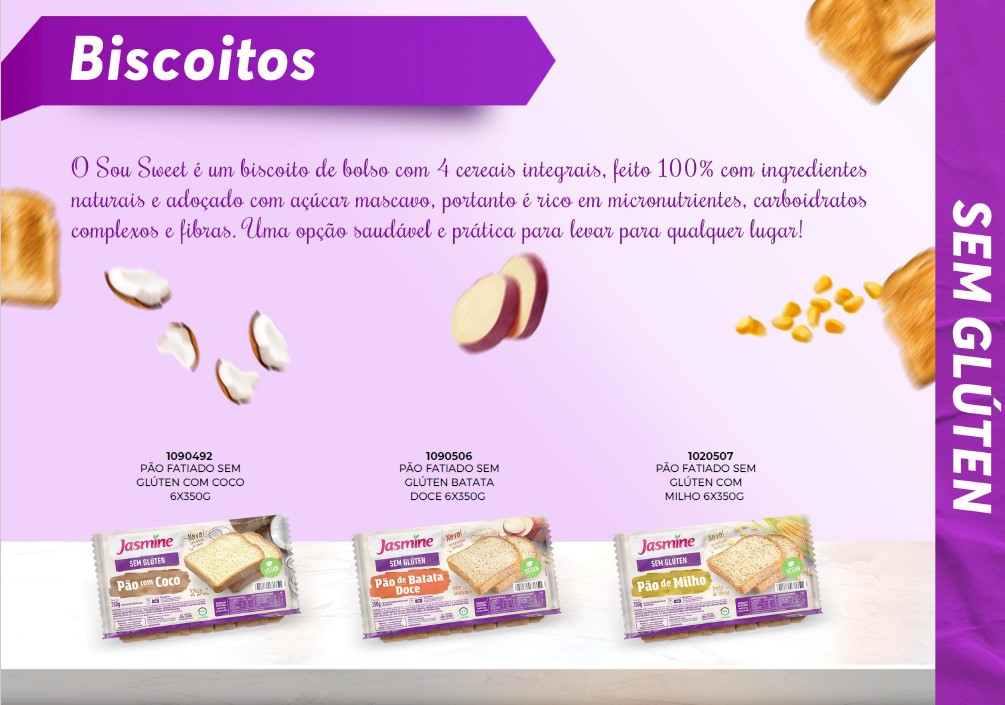 Biscoitos
O Sou Sweet é um biscoito de bolso com 4 cereais integrais, feito 100% com ingredientes
naturais e adoçado com açúcar mascavo, portanto é rico em micronutrientes, carboidratos
complexos e fibras. Uma opção saudável e prática para levar para qualquer lugar!
SEM GLÚTEN
1090492
PÃO FATIADO SEM
GLÚTEN COM COCO
6X350G
1090506
PÃO FATIADO SEM
GLÚTEN BATATA
DOCE 6X350G
1020507
PÃO FATIADO SEM
GLÚTEN COM
MILHO 6X350G
Jasmine
Novo!
SEM GLÚTEN
Pão com Coco
VEGAN
350g
Jasmine
Novo!
SEM GLÚTEN
Pão de Batata
Doce
VEGAN
350g
Jasmine
Novo!
SEM GLÚTEN
Pão de Milho
VEGAN
350g